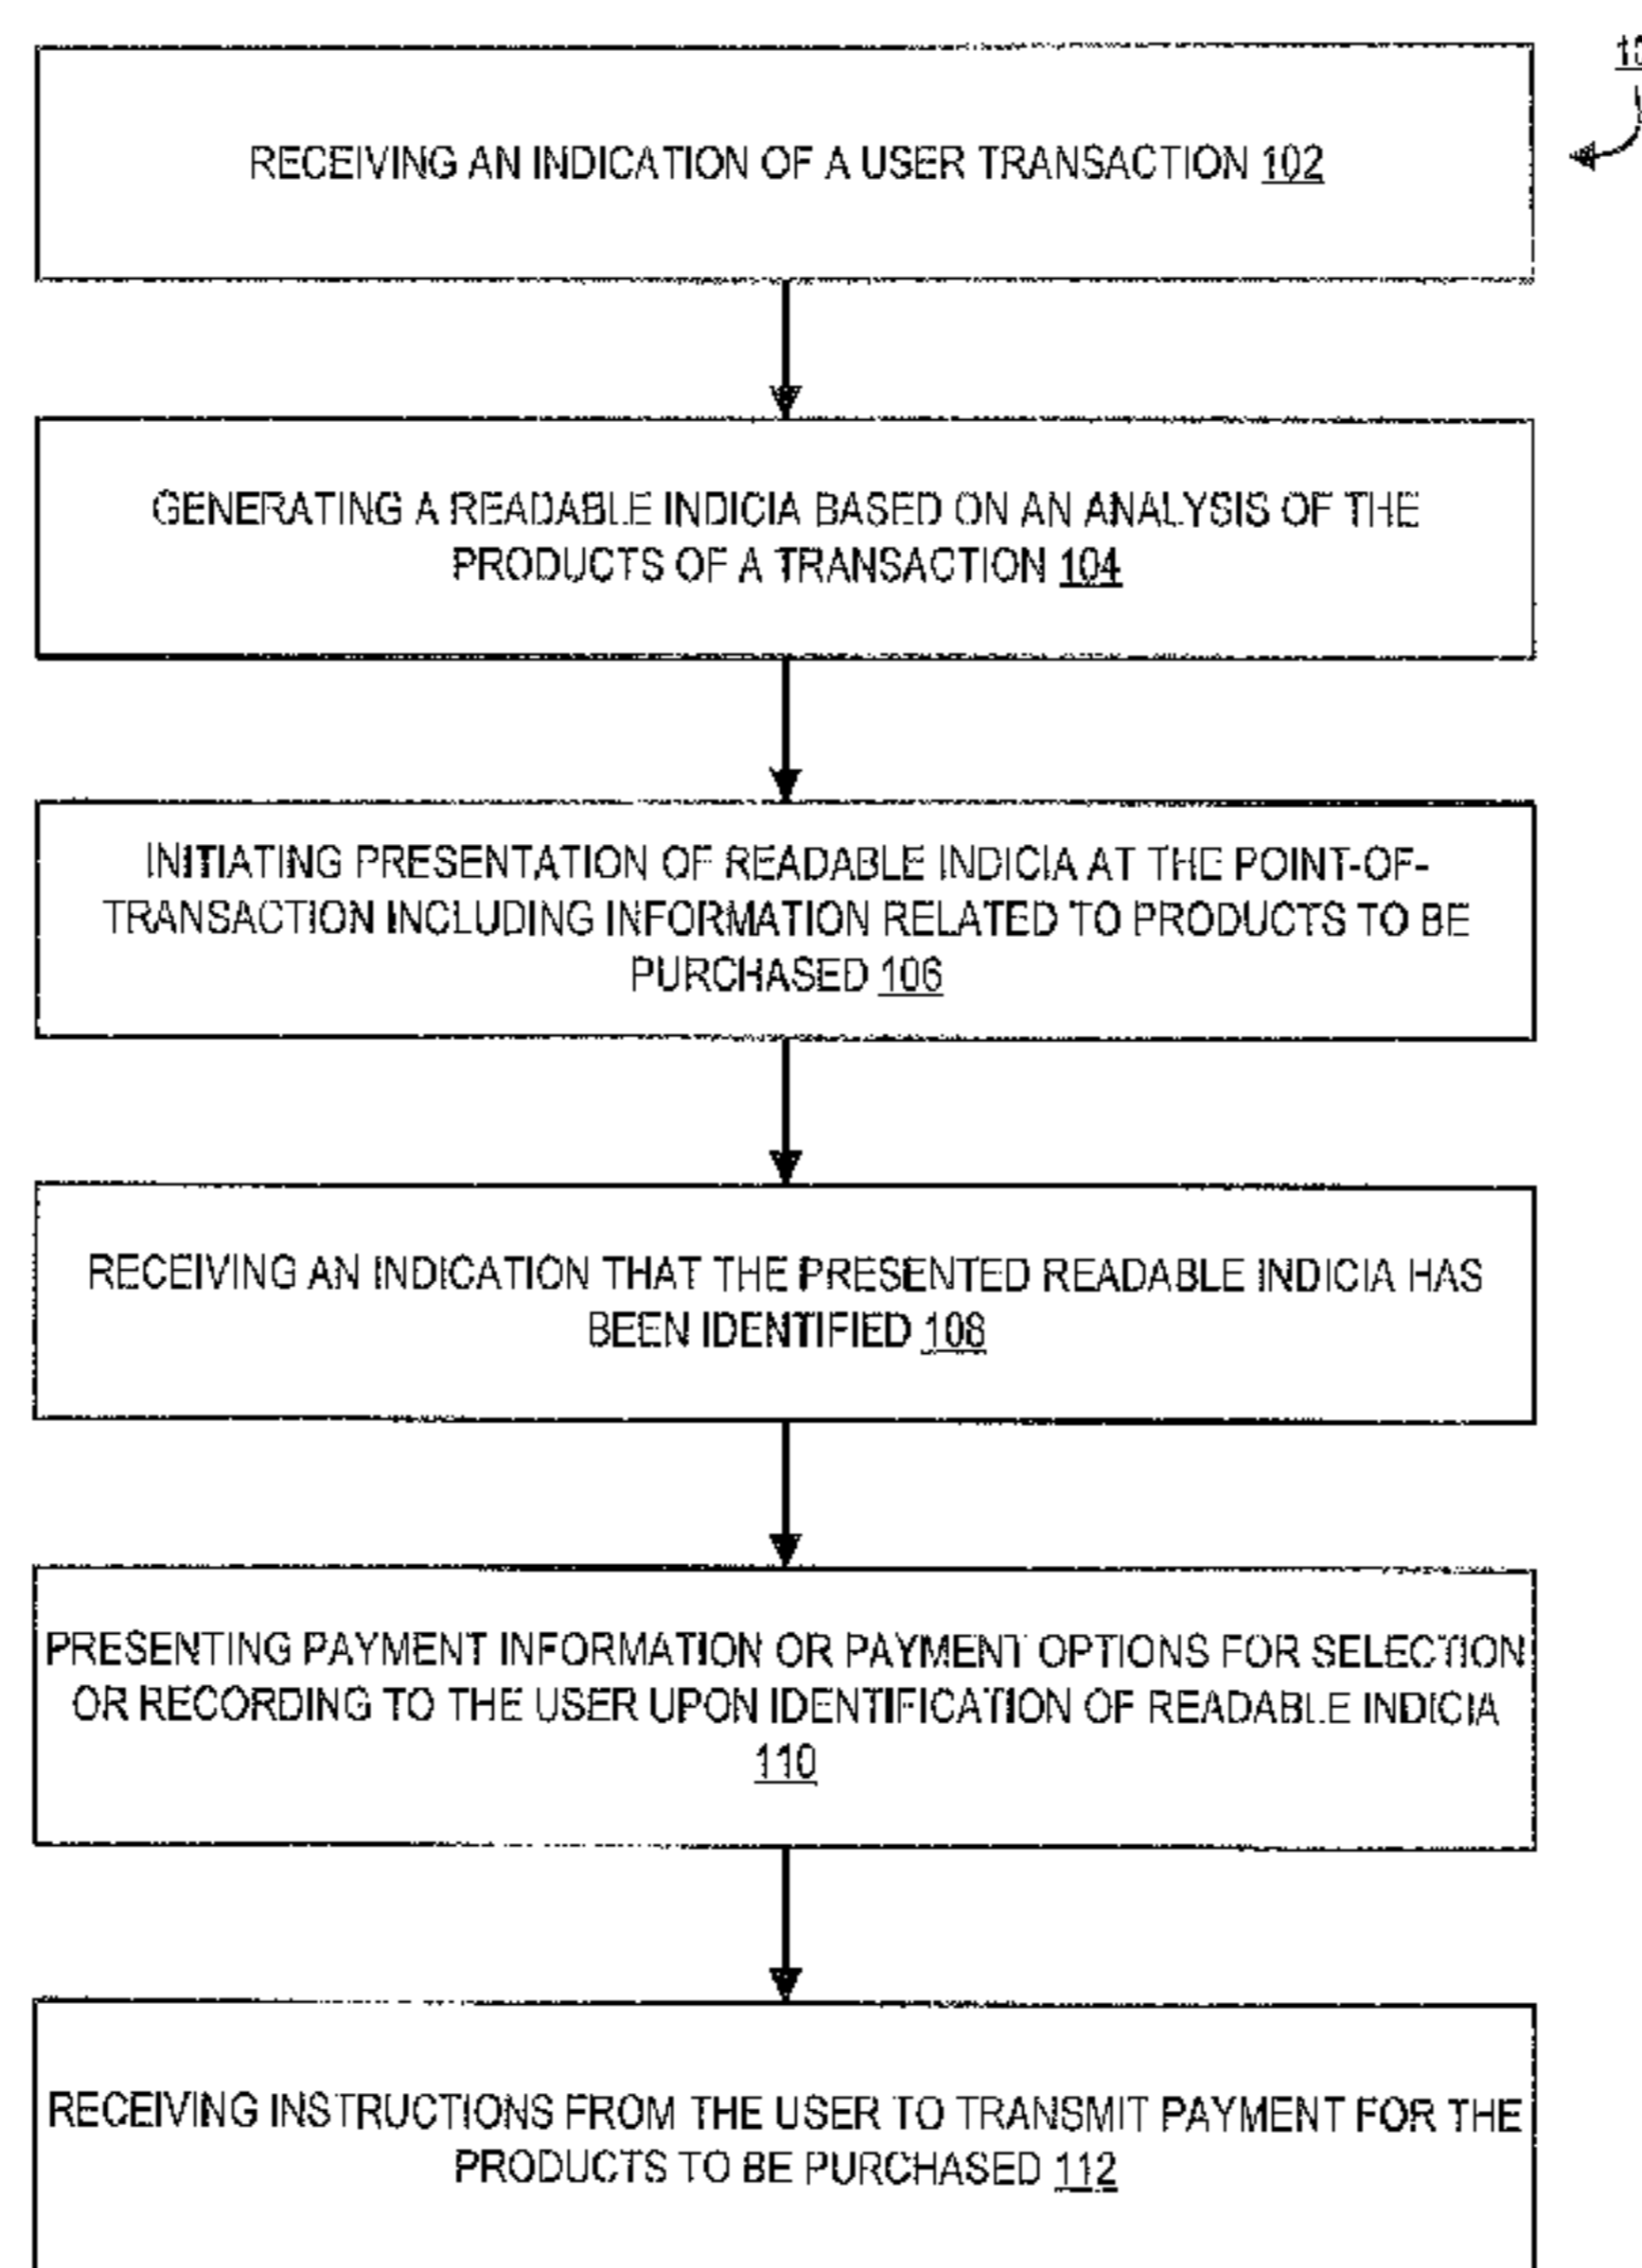 RECEIVING AN INDICATION OF A USER TRANSACTION 102
GENERATING A READABLE INDICIA BASED ON AN ANALYSIS OF THE
PRODUCTS OF A TRANSACTION 104
INITIATING PRESENTATION OF READABLE INDICIA AT THE POINT-OF-
TRANSACTION INCLUDING INFORMATION RELATED TO PRODUCTS TO BE
PURCHASED 106
RECEIVING AN INDICATION THAT THE PRESENTED READABLE INDICIA HAS
BEEN IDENTIFIED 108
PRESENTING PAYMENT INFORMATION OR PAYMENT OPTIONS FOR SELECTION
OR RECORDING TO THE USER UPON IDENTIFICATION OF READABLE INDICIA
110
RECEIVING INSTRUCTIONS FROM THE USER TO TRANSMIT PAYMENT FOR THE
PRODUCTS TO BE PURCHASED 112